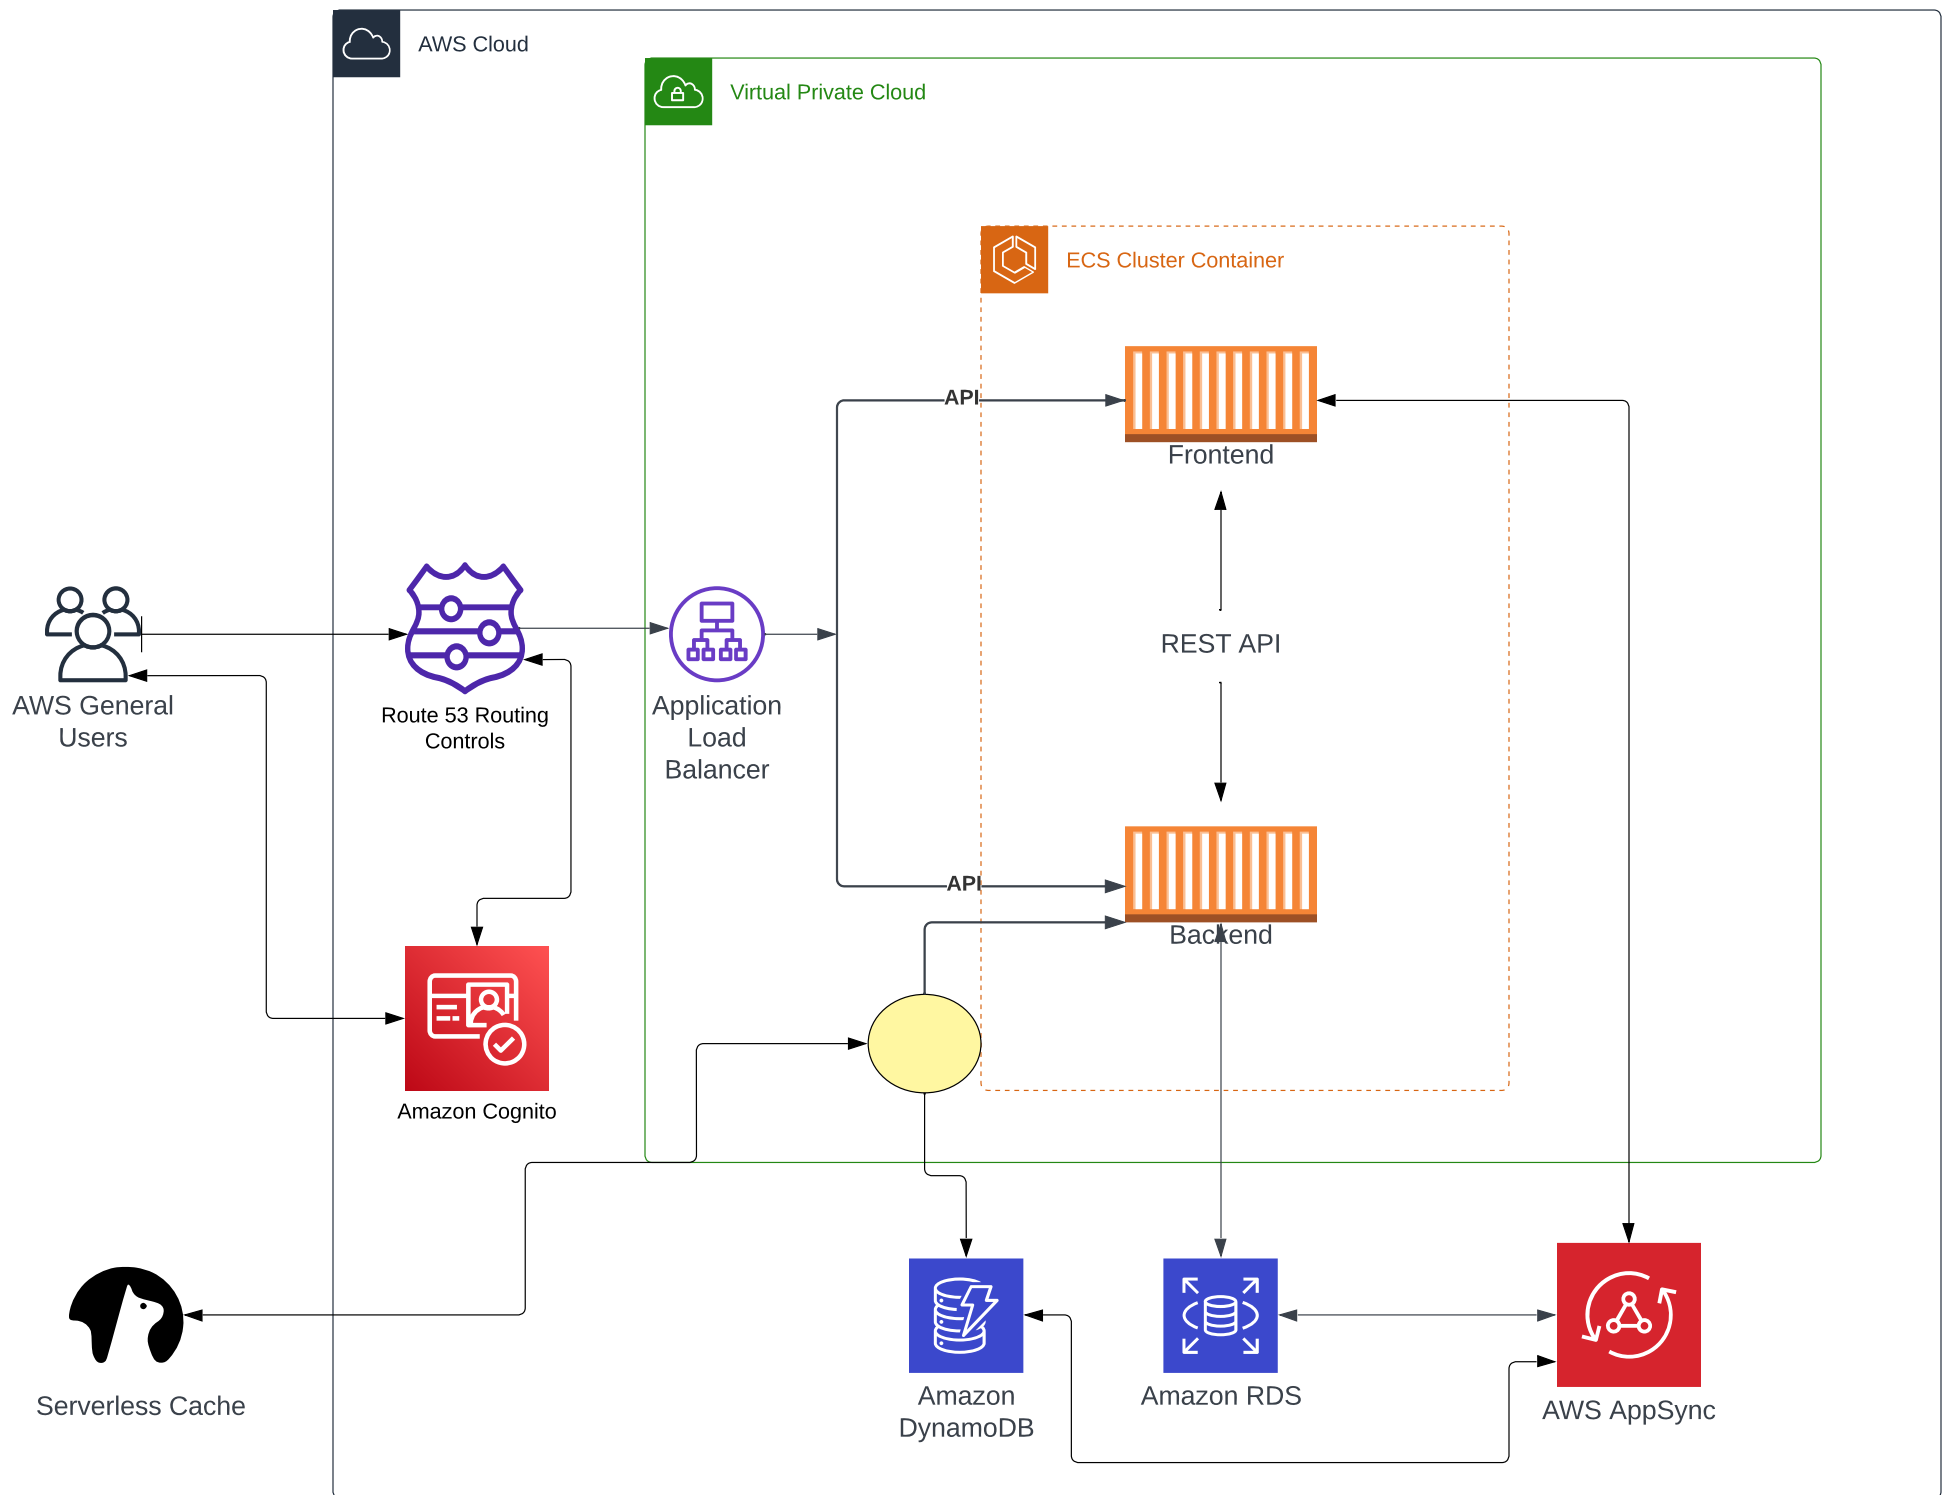 AWS Cloud
Virtual Private Cloud
ECS Cluster Container
API
Frontend
REST API
AWS General
Users
Route 53 Routing
Controls
Application
Load
Balancer
API
Backend
Amazon Cognito
Serverless Cache
Amazon
DynamoDB
Amazon RDS
AWS AppSync